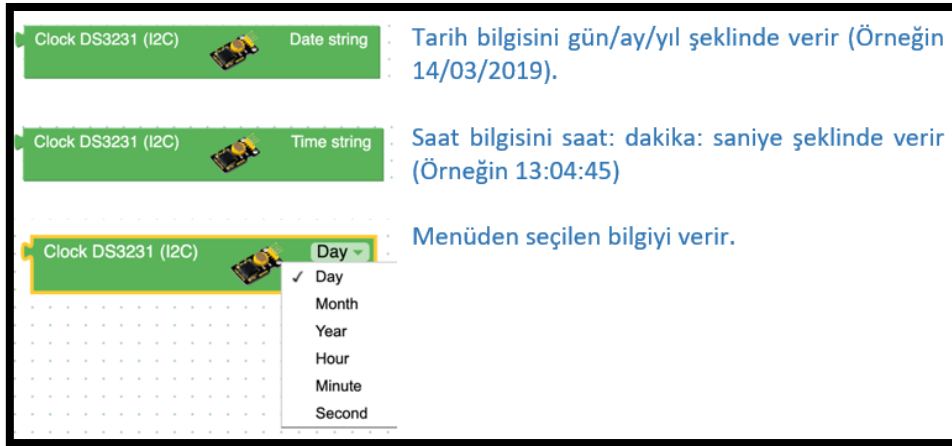 Clock DS3231 (I2C) Date string
Tarih bilgisini gün/ay/yıl şeklinde verir (Örneğin
14/03/2019).
Clock DS3231 (I2C) Time string
Saat bilgisini saat: dakika: saniye şeklinde verir
(Örneğin 13:04:45)
Clock DS3231 (I2C) Day
Menüden seçilen bilgiyi verir.
✓ Day
Month
Year
Hour
Minute
Second